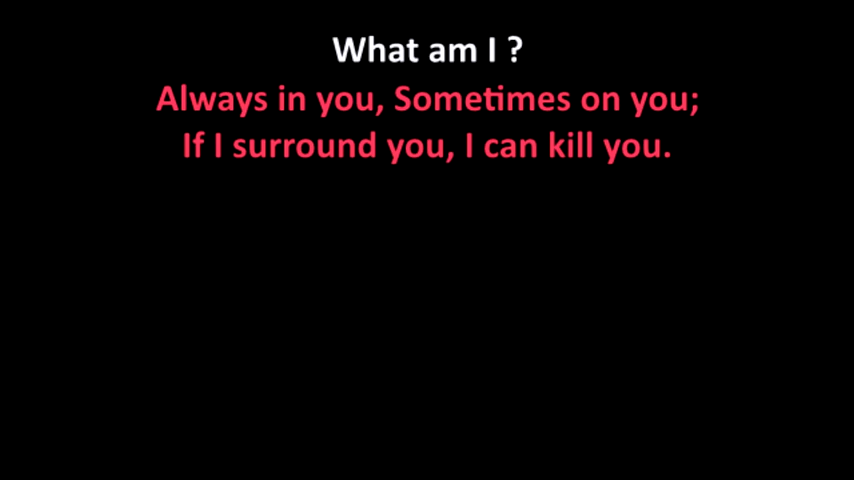 What am I ?
Always in you, Sometimes on you;
If I surround you, I can kill you.